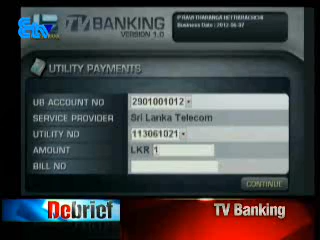 TV BANKING
VERSION 1.0
Business Date : 2012-06-07
UTILITY PAYMENTS
UB ACCOUNT NO 2901001012
SERVICE PROVIDER Sri Lanka Telecom
UTILITY NO 113061021
AMOUNT LKR 1
BILL NO
CONTINUE
Debrief TV Banking